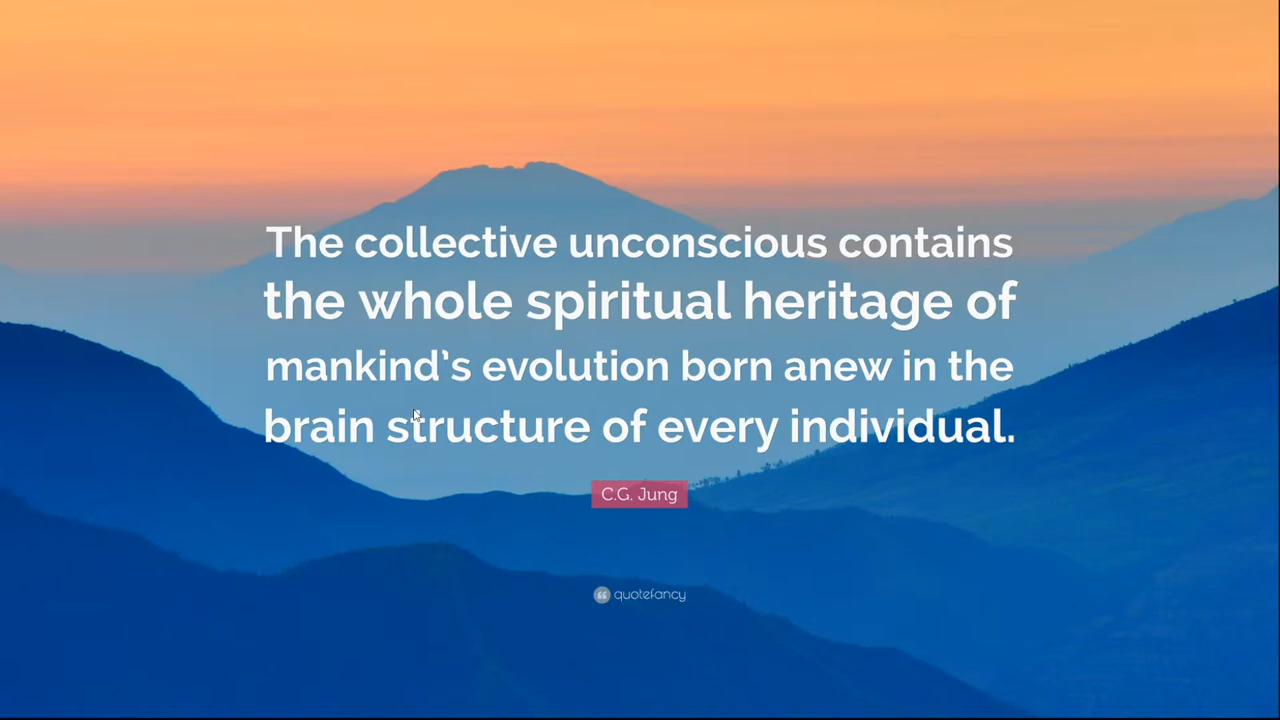 The collective unconscious contains
the whole spiritual heritage of
mankind’s evolution born anew in the
brain structure of every individual.
C.G. Jung
quotefancy